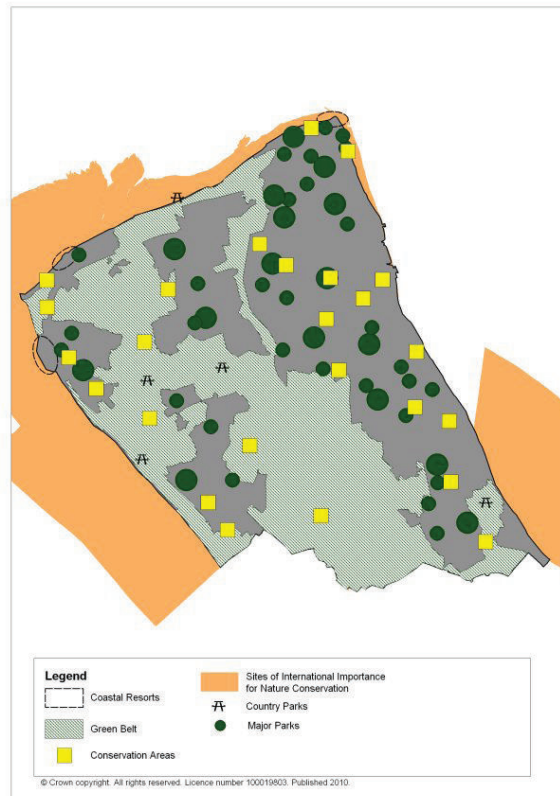 Legend
Coastal Resorts
Green Belt
Conservation Areas
Sites of International Importance
for Nature Conservation
Country Parks
Major Parks
© Crown copyright. All rights reserved. Licence number 100019803. Published 2010.